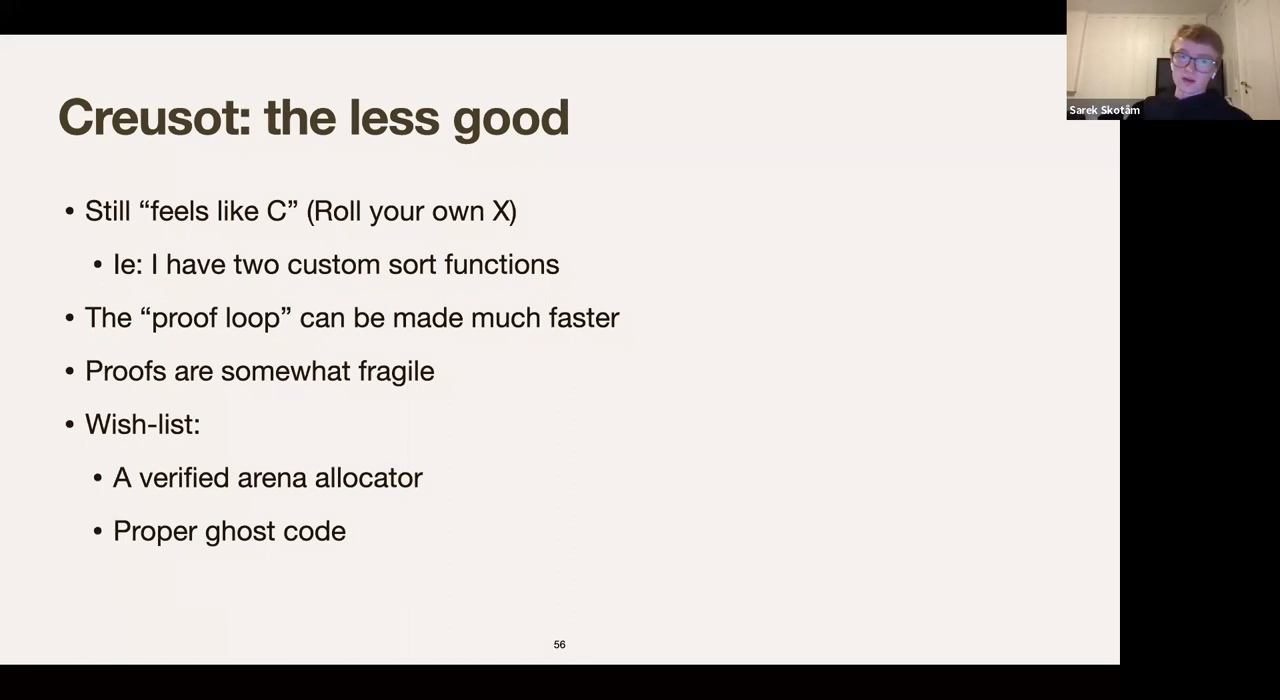 Creusot: the less good
Sarek Skotåm
• Still “feels like C” (Roll your own X)
• Ie: I have two custom sort functions
• The “proof loop” can be made much faster
• Proofs are somewhat fragile
• Wish-list:
• A verified arena allocator
• Proper ghost code
56